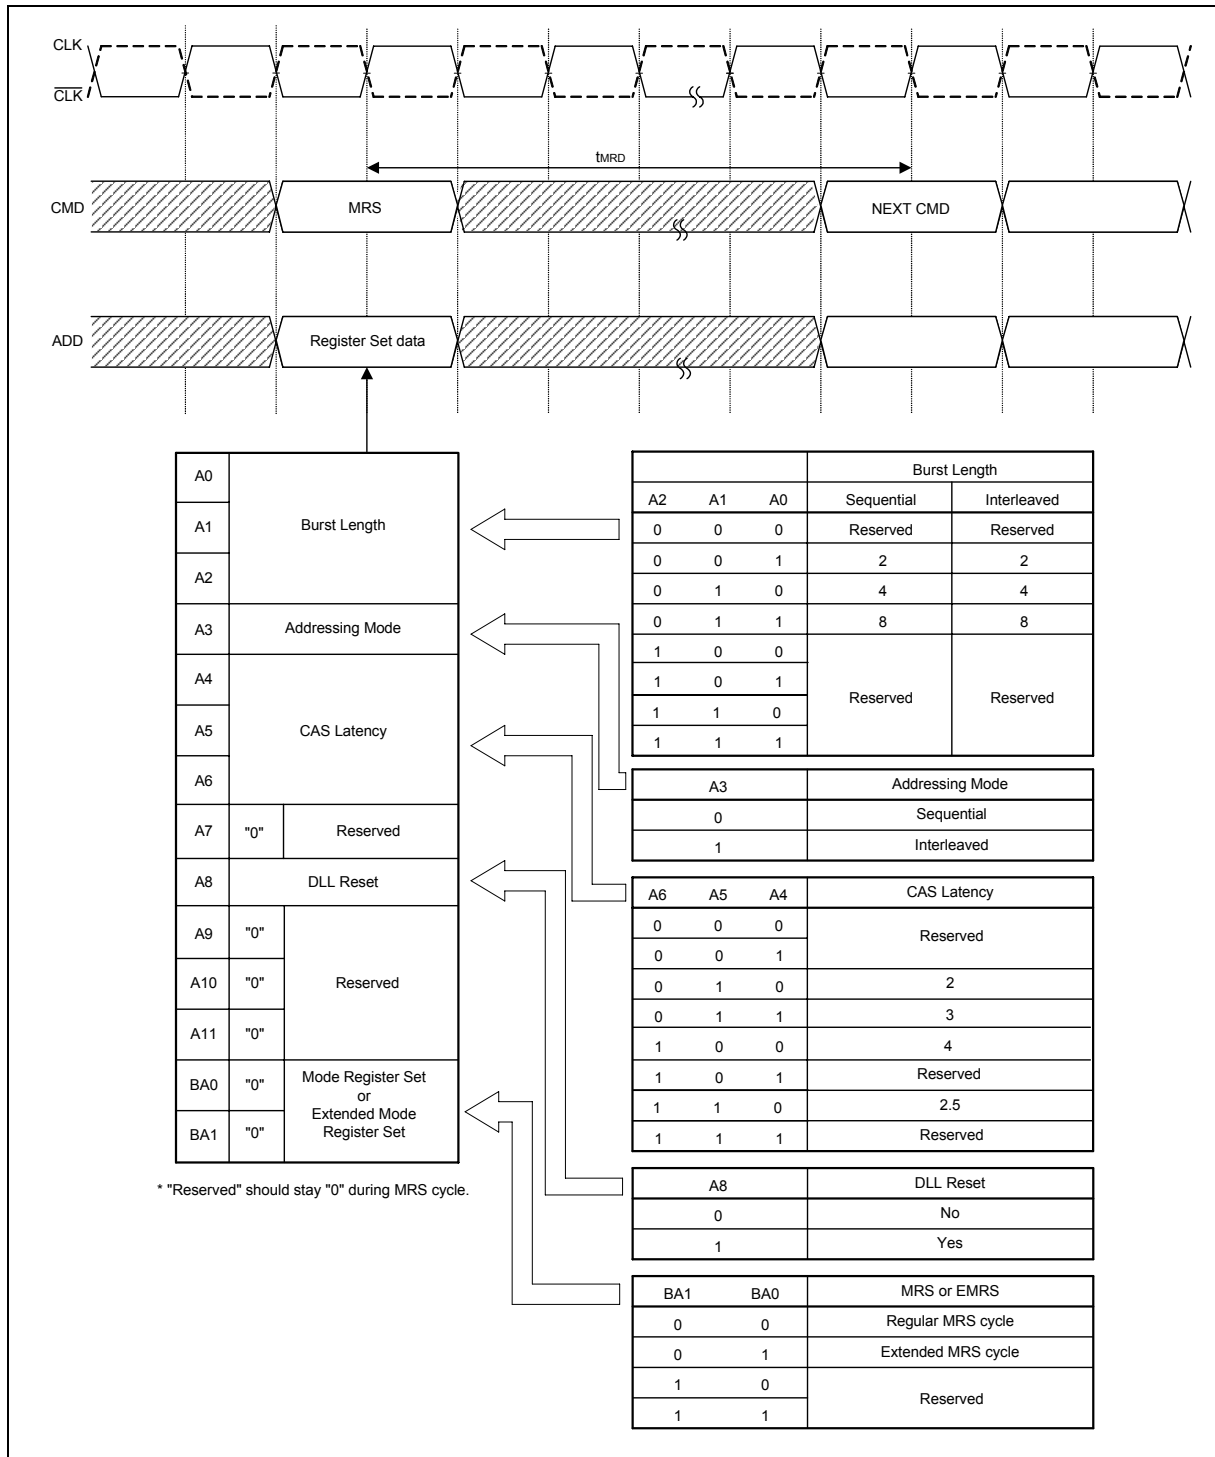 CLK
CLK
tMRD
CMD
MRS
NEXT CMD
ADD
Register Set data
A0
A1 Burst Length
A2
A3 Addressing Mode
A4
A5 CAS Latency
A6
A7 "0" Reserved
A8 DLL Reset
A9 "0"
A10 "0" Reserved
A11 "0"
BA0 "0" Mode Register Set
or
Extended Mode
BA1 "0" Register Set
* "Reserved" should stay "0" during MRS cycle.
Burst Length
A2 A1 A0 Sequential Interleaved
0 0 0 Reserved Reserved
0 0 1 2 2
0 1 0 4 4
0 1 1 8 8
1 0 0
1 0 1
Reserved Reserved
1 1 0
1 1 1
A3 Addressing Mode
0 Sequential
1 Interleaved
A6 A5 A4 CAS Latency
0 0 0
Reserved
0 0 1
0 1 0 2
0 1 1 3
1 0 0 4
1 0 1 Reserved
1 1 0 2.5
1 1 1 Reserved
A8 DLL Reset
0 No
1 Yes
BA1 BA0 MRS or EMRS
0 0 Regular MRS cycle
0 1 Extended MRS cycle
1 0
Reserved
1 1